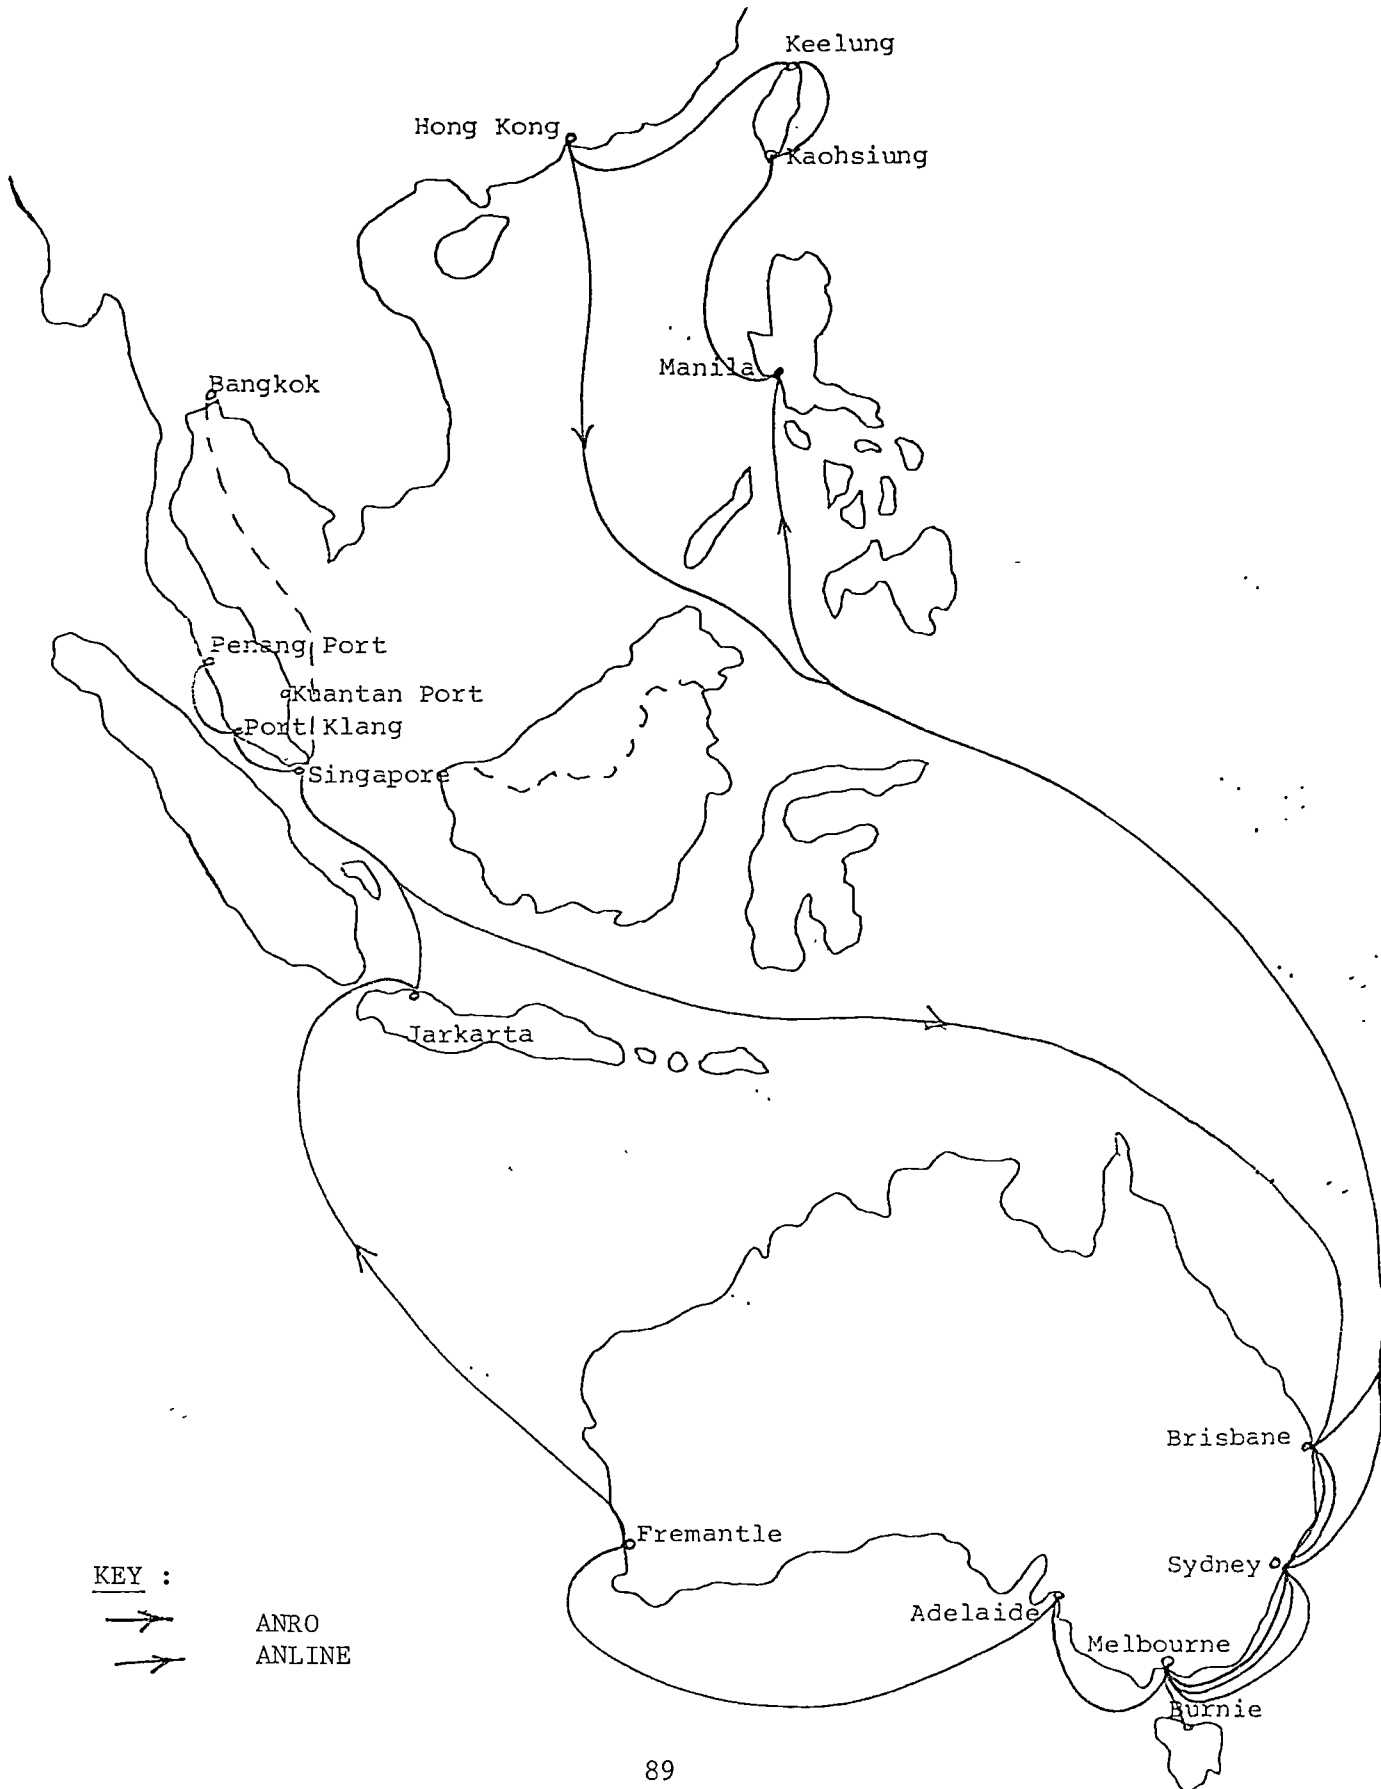 Keelung
Hong Kong
Kaohsiung
Manila
Bangkok
Penang Port
Kuantan Port
Port Klang
Singapore
Jarkarta
Brisbane
Fremantle
Sydney
KEY :
Adelaide
ANRO
Melbourne
ANLINE
Burnie
89